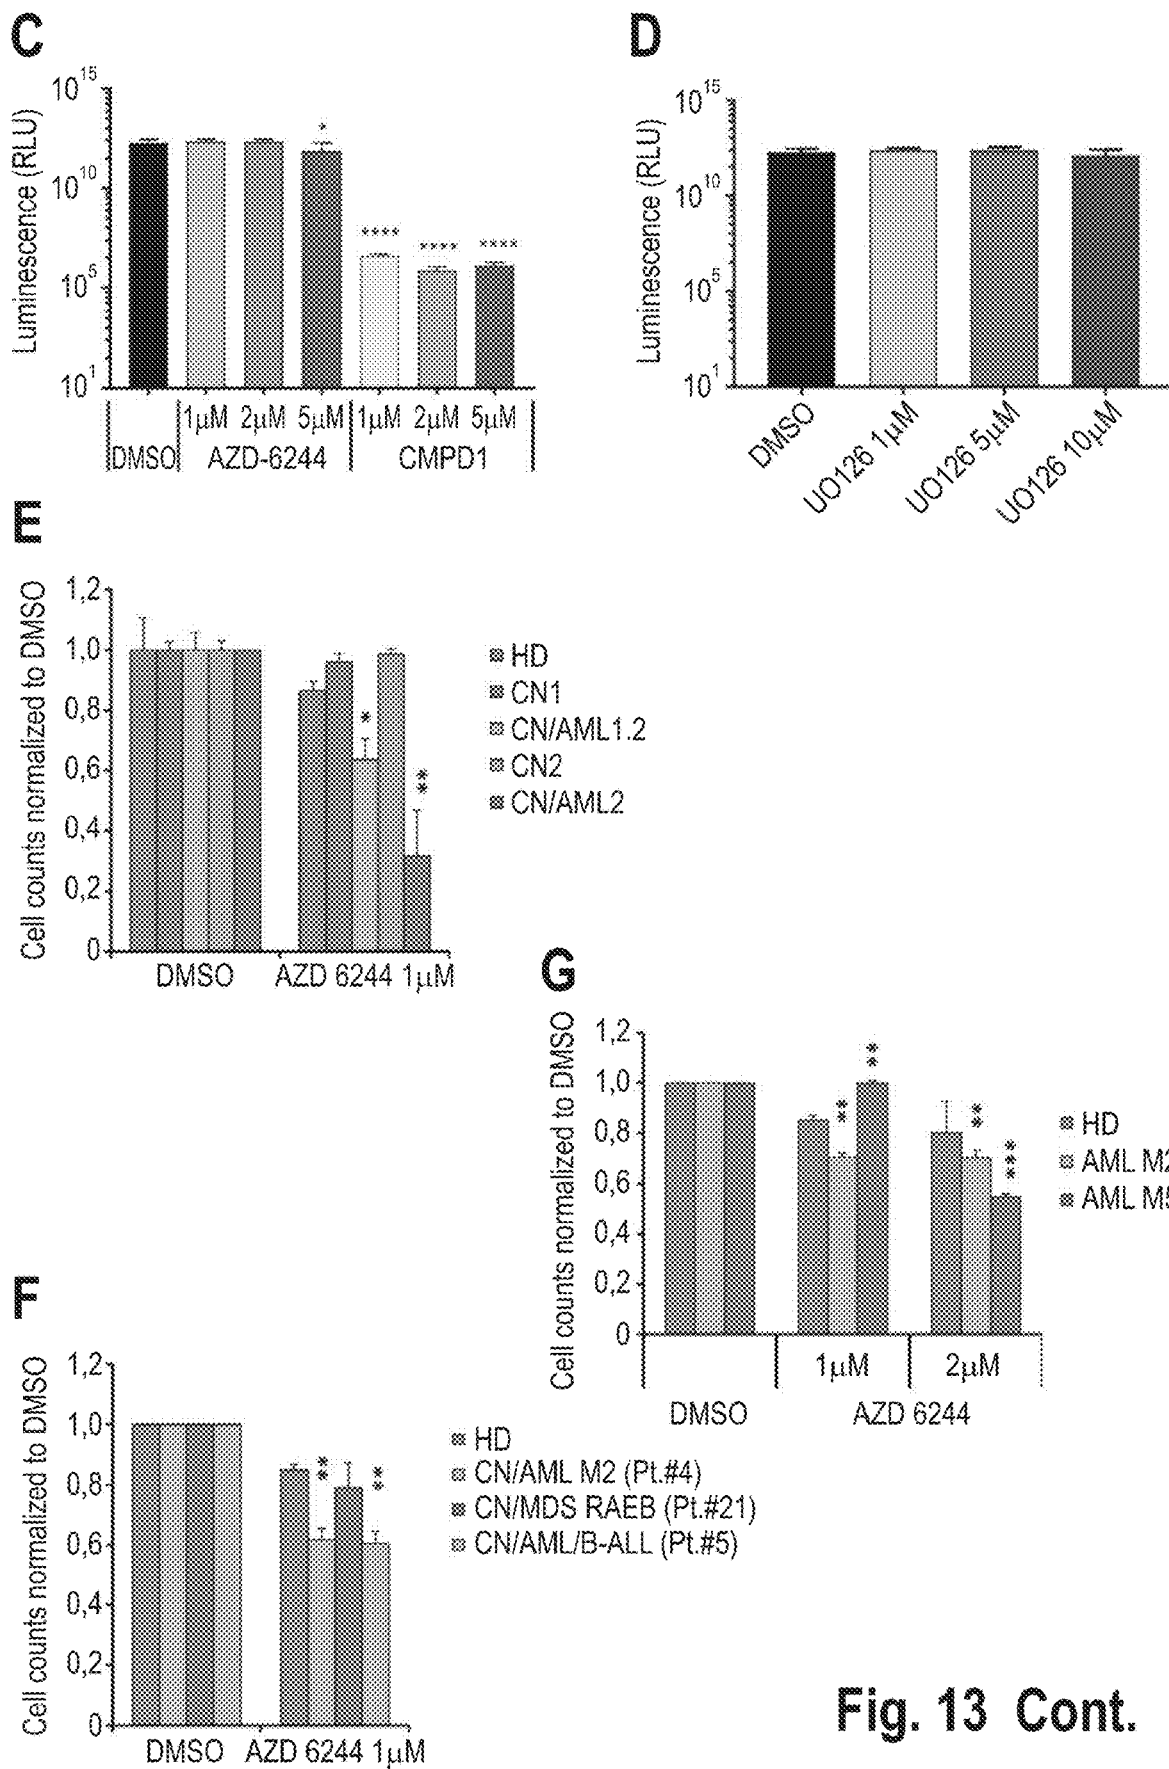 C
Luminescence (RLU)
10^15
10^10
10^5
10^1
*
****
****
****
1µM 2µM 5µM 1µM 2µM 5µM
DMSO AZD-6244 CMPD1
D
Luminescence (RLU)
10^15
10^10
10^5
10^1
DMSO
UO126 1µM
UO126 5µM
UO126 10µM
E
Cell counts normalized to DMSO
1,2
1,0
0,8
0,6
0,4
0,2
0
*
**
DMSO AZD 6244 1µM
HD
CN1
CN/AML1.2
CN2
CN/AML2
G
Cell counts normalized to DMSO
1,2
1,0
0,8
0,6
0,4
0,2
0
**
**
**
***
1µM 2µM
DMSO AZD 6244
HD
AML M2
AML M5
F
Cell counts normalized to DMSO
1,2
1,0
0,8
0,6
0,4
0,2
0
**
**
DMSO AZD 6244 1µM
HD
CN/AML M2 (Pt.#4)
CN/MDS RAEB (Pt.#21)
CN/AML/B-ALL (Pt.#5)
Fig. 13 Cont.